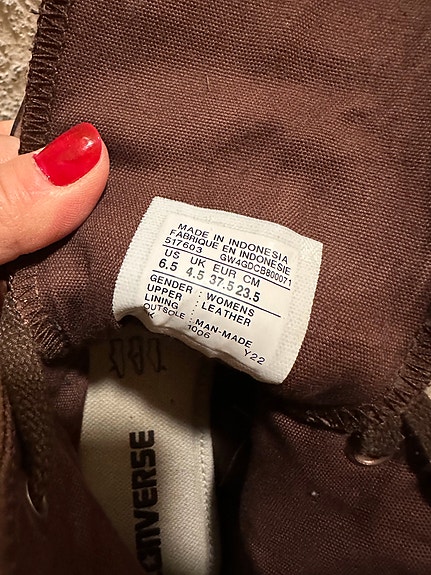 MADE IN INDONESIA
FABRIQUE EN INDONESIE
517603 GW4GDCB80071
US UK EUR CM
6.5 4.5 37.5 23.5
GENDER : WOMENS
UPPER : LEATHER
LINING :
OUTSOLE : MAN-MADE
1006 Y22
CONVERSE